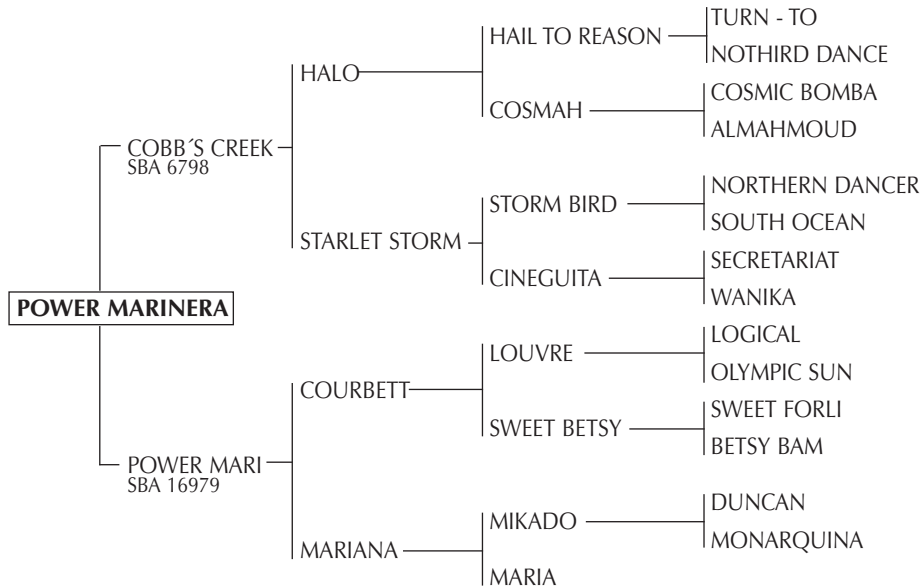 TURN - TO
HAIL TO REASON
NOTHIRD DANCE
HALO
COSMIC BOMBA
COSMAH
ALMAHMOUD
COBB´S CREEK
SBA 6798
NORTHERN DANCER
STORM BIRD
SOUTH OCEAN
STARLET STORM
SECRETARIAT
CINEGUITA
WANIKA
POWER MARINERA
LOGICAL
LOUVRE
OLYMPIC SUN
COURBETT
SWEET FORLI
SWEET BETSY
BETSY BAM
POWER MARI
SBA 16979
DUNCAN
MIKADO
MONARQUINA
MARIANA
MARIA